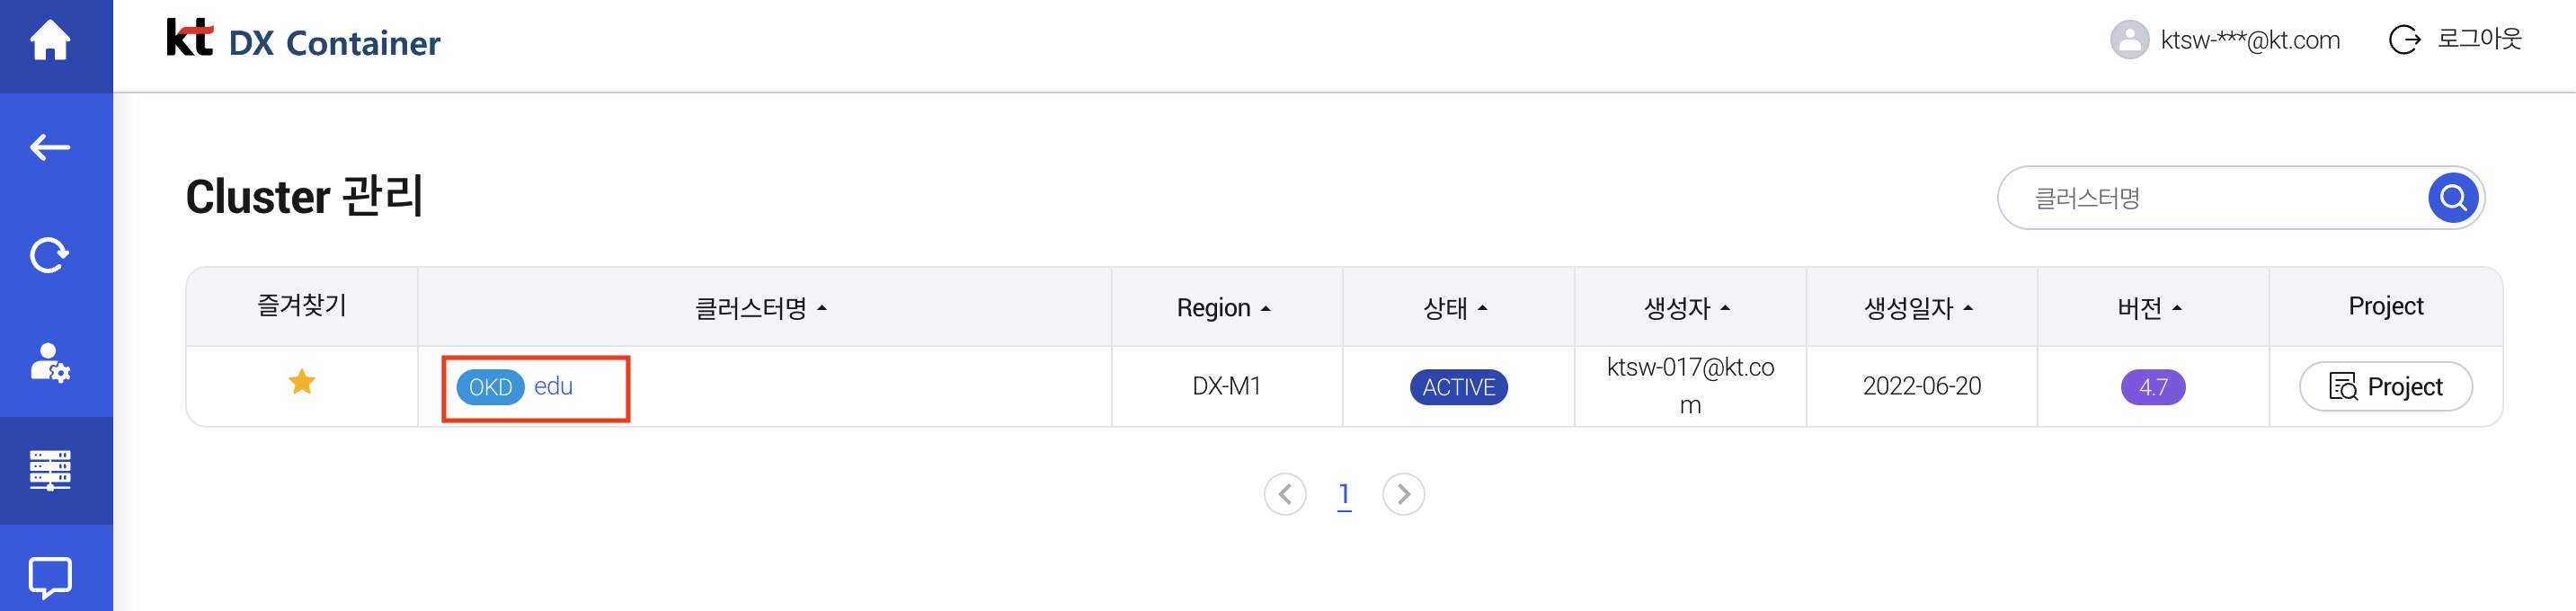 kt DX Container
ktsw-***@kt.com
로그아웃
Cluster 관리
클러스터명
즐겨찾기 클러스터명 Region 상태 생성자 생성일자 버전 Project
OKD edu DX-M1 ACTIVE ktsw-017@kt.co
m 2022-06-20 4.7 Project
1